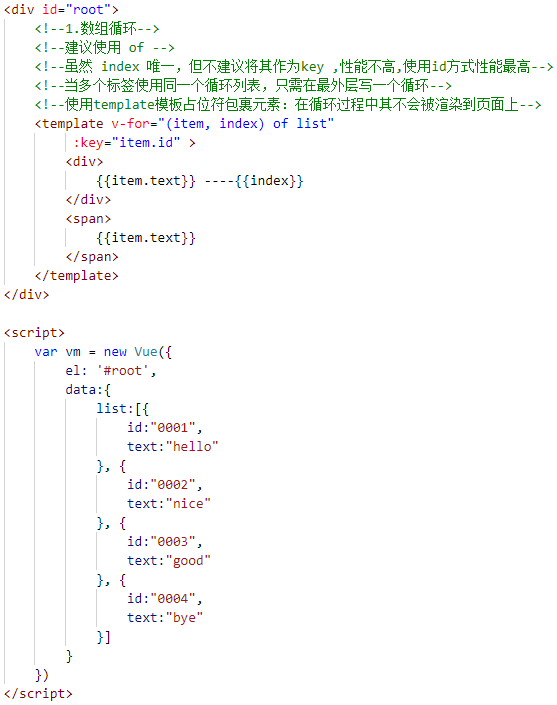 <div id="root">
    <!--1.数组循环-->
    <!--建议使用 of -->
    <!--虽然 index 唯一，但不建议将其作为key ,性能不高,使用id方式性能最高-->
    <!--当多个标签使用同一个循环列表，只需在最外层写一个循环-->
    <!--使用template模板占位符包裹元素：在循环过程中其不会被渲染到页面上-->
    <template v-for="(item, index) of list"
         :key="item.id" >
        <div>
            {{item.text}} ----{{index}}
        </div>
        <span>
            {{item.text}}
        </span>
    </template>
</div>

<script>
    var vm = new Vue({
        el: '#root',
        data:{
            list:[{
                id:"0001",
                text:"hello"
            }, {
                id:"0002",
                text:"nice"
            }, {
                id:"0003",
                text:"good"
            }, {
                id:"0004",
                text:"bye"
            }]
        }
    })
</script>